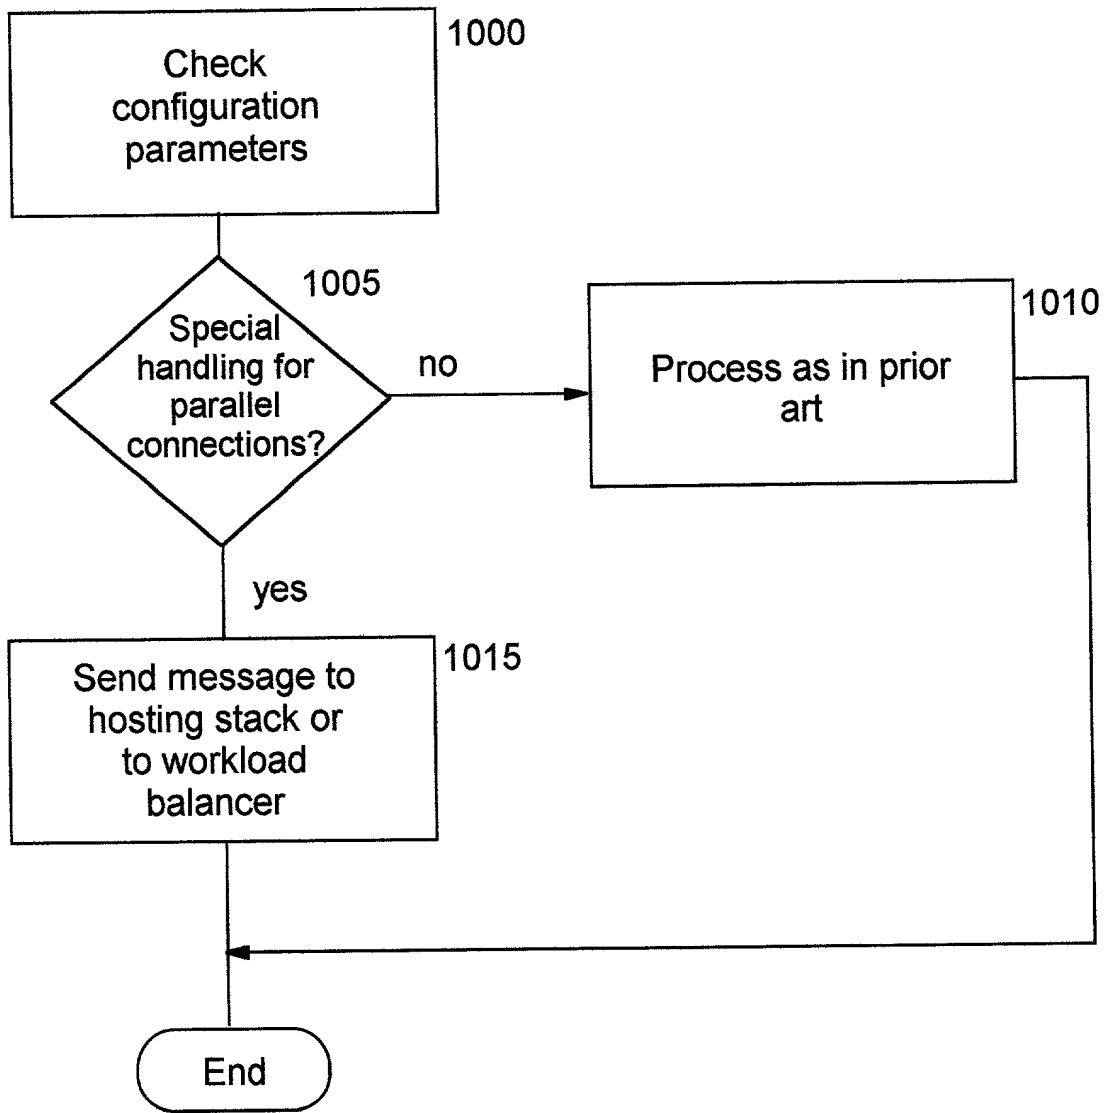 1000
Check
configuration
parameters
1005
Special
handling for
parallel
connections?
no
1010
Process as in prior
art
yes
1015
Send message to
hosting stack or
to workload
balancer
End